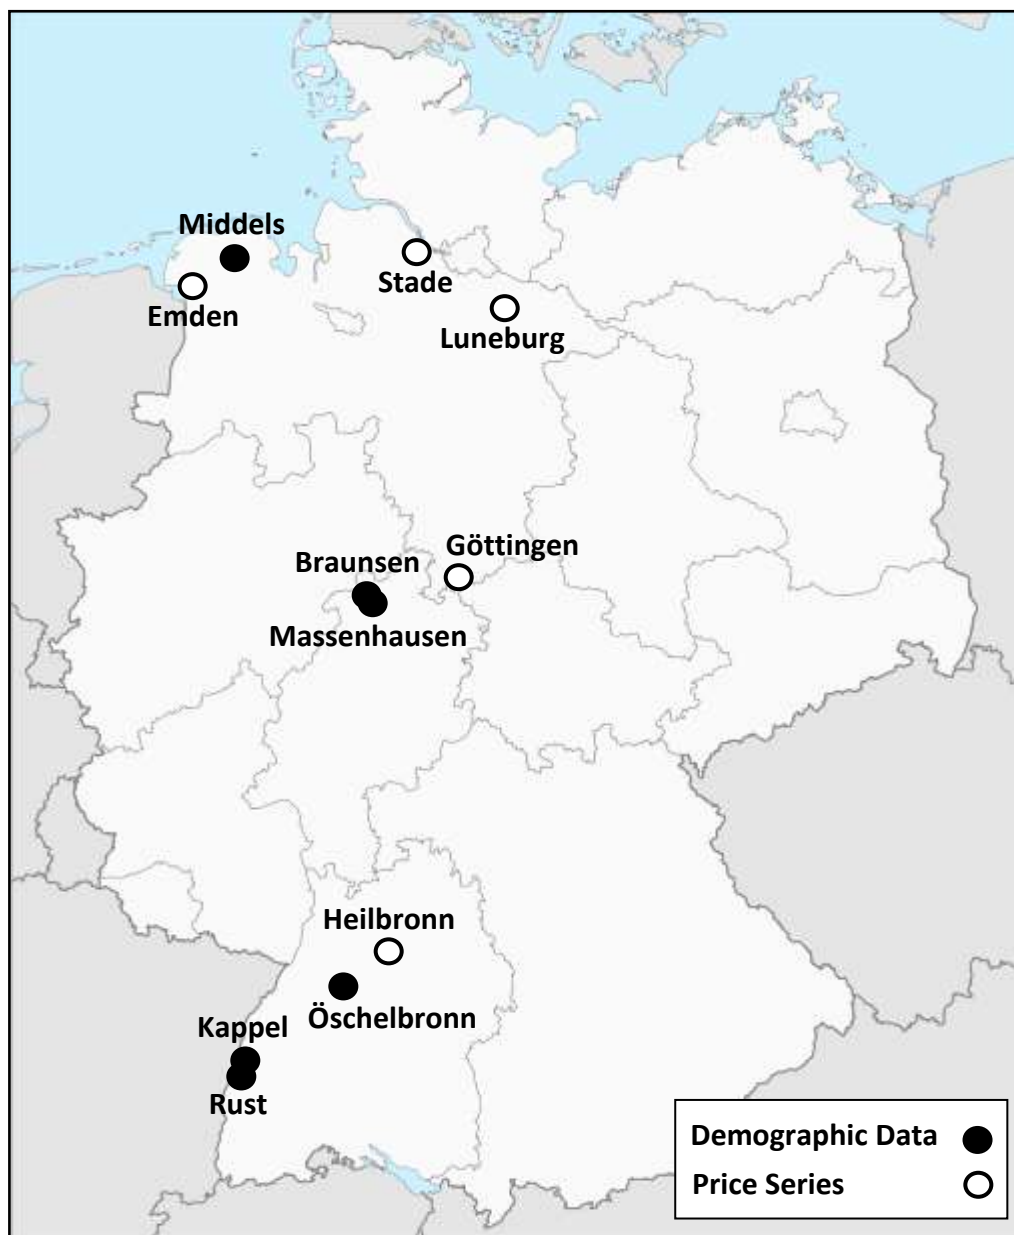 Middels
Emden
Stade
Luneburg
Göttingen
Braunsen
Massenhausen
Heilbronn
Öschelbronn
Kappel
Rust
Demographic Data
Price Series